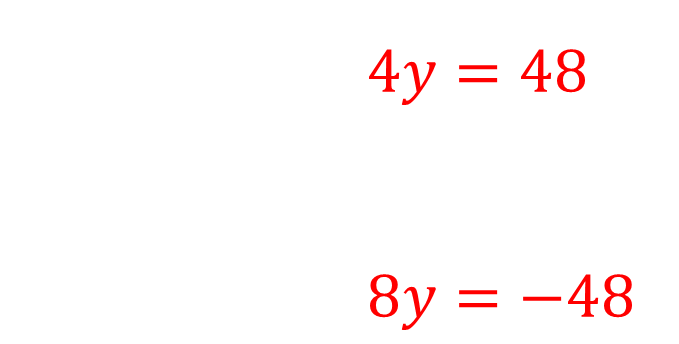 4y = 48
8y = −48